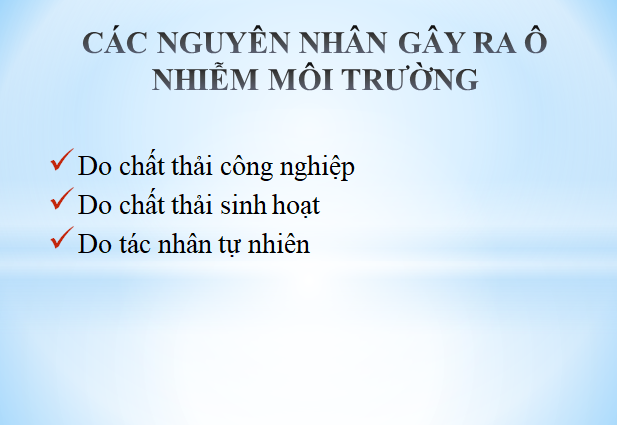 CÁC NGUYÊN NHÂN GÂY RA Ô
NHIỄM MÔI TRƯỜNG
Do chất thải công nghiệp
Do chất thải sinh hoạt
Do tác nhân tự nhiên